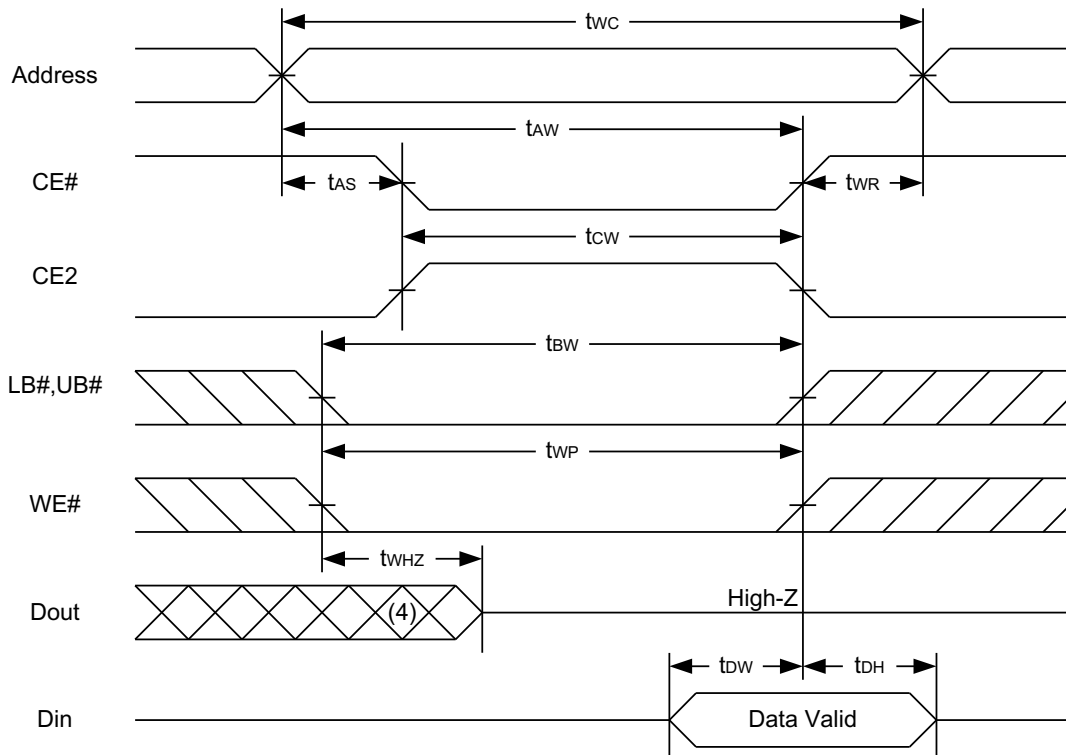 tWC
Address
tAW
CE#
tAS
tWR
tCW
CE2
tBW
LB#,UB#
tWP
WE#
tWHZ
Dout
(4)
High-Z
tDW
tDH
Din
Data Valid